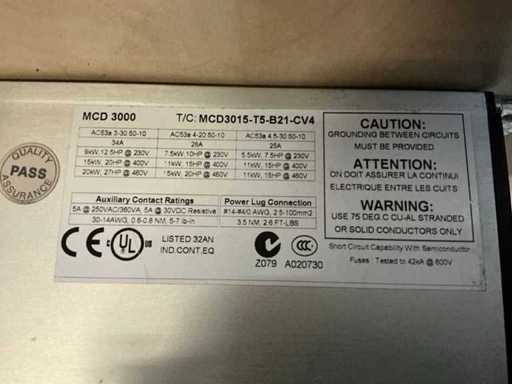 MCD 3000 T/C: MCD3015-T5-B21-CV4
AC53a 3-30 50-10 AC53a 4-20 50-10 AC53a 4.5-30 50-10
34A 28A 25A
9kW, 12.5HP @ 230V 7.5kW, 10HP @ 230V 5.5kW, 7.5HP @ 230V
15kW, 20HP @ 400V 11kW, 15HP @ 400V 11kW, 15HP @ 400V
20kW, 27HP @ 460V 15kW, 20HP @ 460V 11kW, 15HP @ 460V
Auxiliary Contact Ratings Power Lug Connection
5A @ 250VAC/360VA, 5A @ 30VDC Resistive #14-#4/0 AWG, 2.5-100mm2
30-14AWG, 0.6-0.8 NM, 5-7 lb-in 3.5 NM, 2.6 FT-LBS
CE
UL
LISTED 32AN
IND.CONT.EQ
Z079
CCC
A020730
CAUTION:
GROUNDING BETWEEN CIRCUITS
MUST BE PROVIDED
ATTENTION:
ON DOIT ASSURER LA CONTINUI
ELECTRIQUE ENTRE LES CUITS
WARNING:
USE 75 DEG.C CU-AL STRANDED
OR SOLID CONDUCTORS ONLY
Short Circuit Capability With Semiconductor
Fuses : Tested to 42kA @ 600V
QUALITY
PASS
ASSURANCE